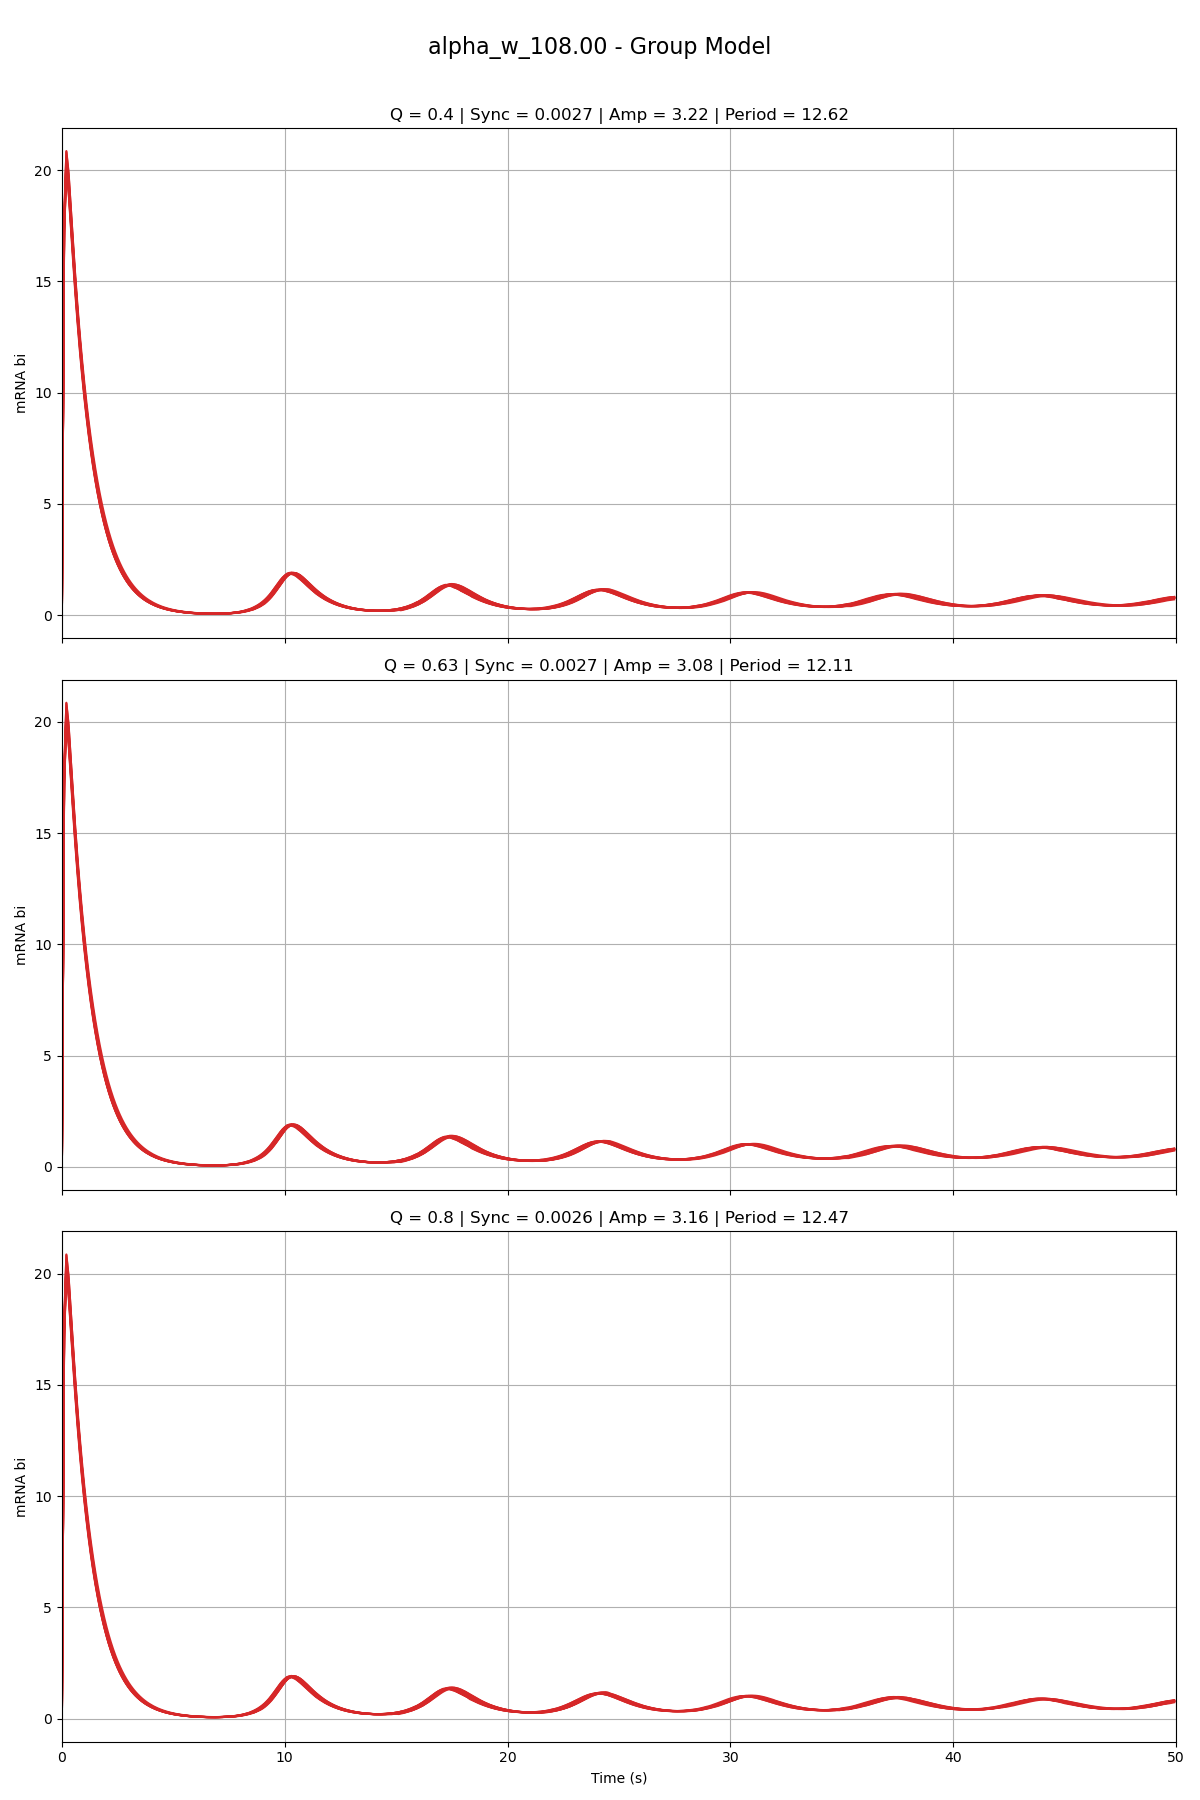 alpha_w_108.00 - Group Model
Q = 0.4 | Sync = 0.0027 | Amp = 3.22 | Period = 12.62
20
15
10
5
0
mRNA bi
Q = 0.63 | Sync = 0.0027 | Amp = 3.08 | Period = 12.11
20
15
10
5
0
mRNA bi
Q = 0.8 | Sync = 0.0026 | Amp = 3.16 | Period = 12.47
20
15
10
5
0
mRNA bi
0 10 20 30 40 50
Time (s)